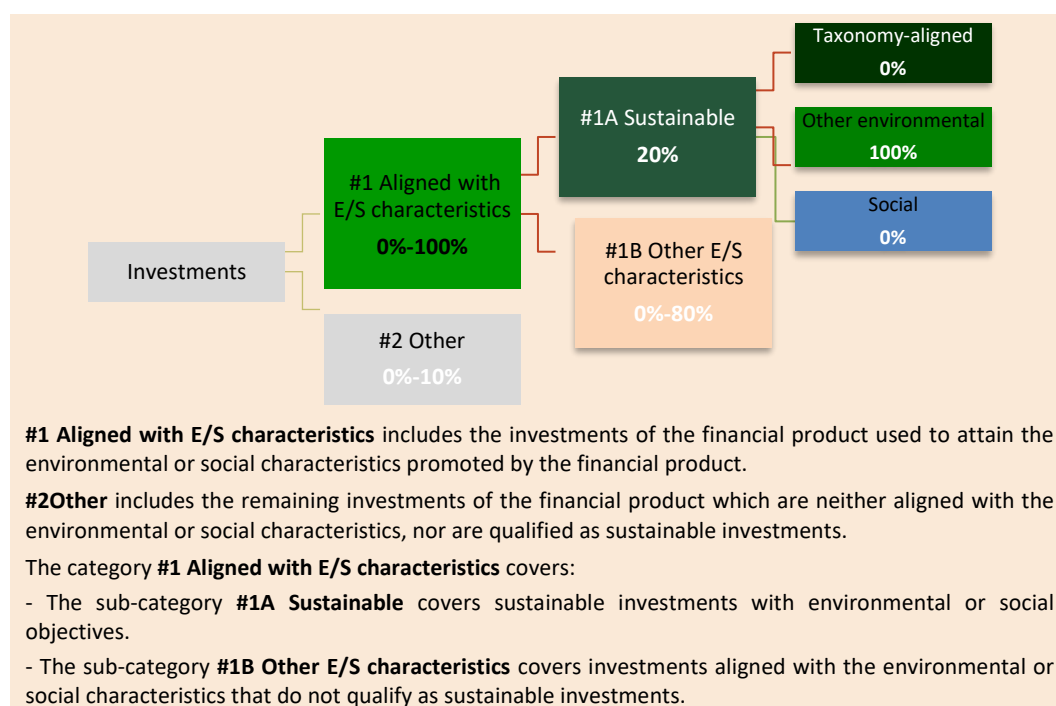 Taxonomy-aligned
0%
#1A Sustainable
20%
Other environmental
100%
#1 Aligned with
E/S characteristics
0%-100%
Social
0%
#1B Other E/S
characteristics
0%-80%
Investments
#2 Other
0%-10%
#1 Aligned with E/S characteristics includes the investments of the financial product used to attain the
environmental or social characteristics promoted by the financial product.
#2Other includes the remaining investments of the financial product which are neither aligned with the
environmental or social characteristics, nor are qualified as sustainable investments.
The category #1 Aligned with E/S characteristics covers:
- The sub-category #1A Sustainable covers sustainable investments with environmental or social
objectives.
- The sub-category #1B Other E/S characteristics covers investments aligned with the environmental or
social characteristics that do not qualify as sustainable investments.